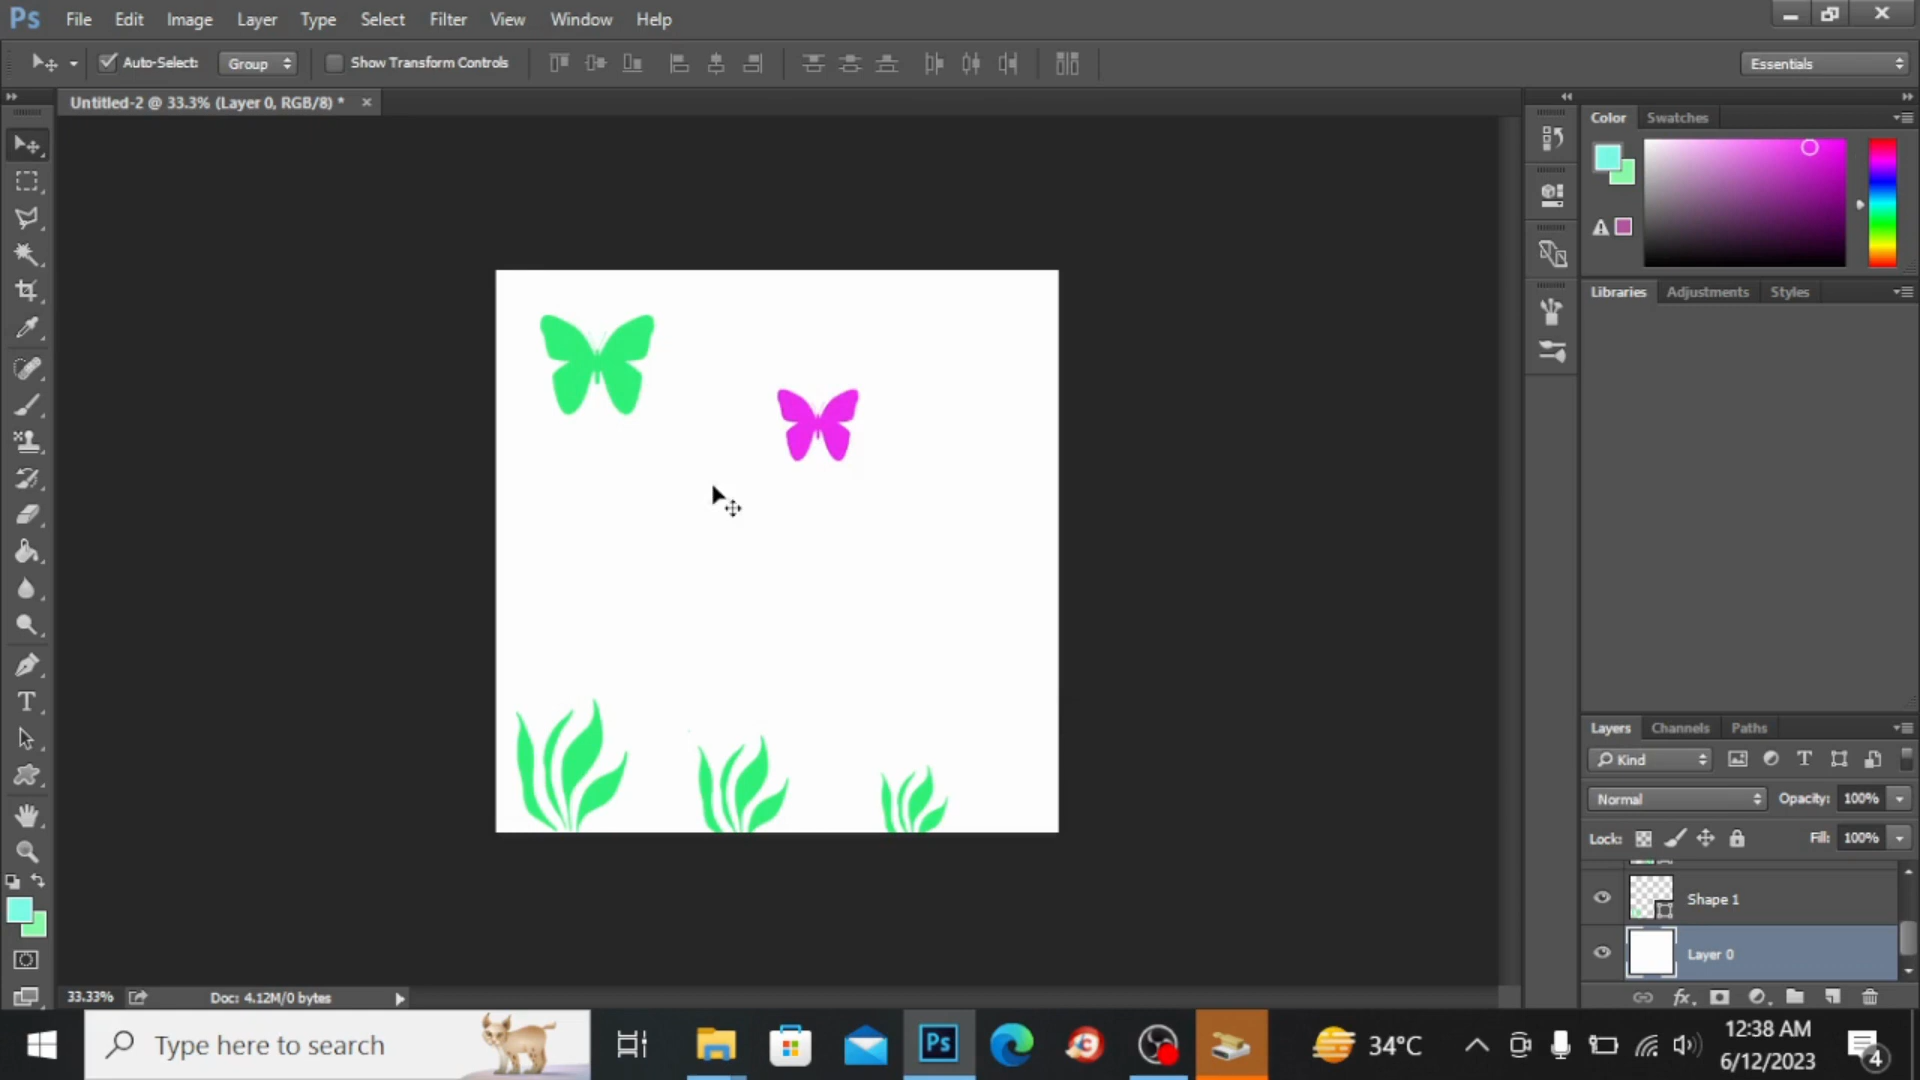 Ps File Edit Image Layer Type Select Filter View Window Help
Auto-Select: Group Show Transform Controls Essentials
Untitled-2 @ 33.3% (Layer 0, RGB/8) * ×
Color Swatches
Libraries Adjustments Styles
Layers Channels Paths
Kind
Normal Opacity: 100%
Lock: Fill: 100%
Shape 1
Layer 0
fx
33.33% Doc: 4.12M/0 bytes
Type here to search
Ps
34°C
12:38 AM
6/12/2023
4